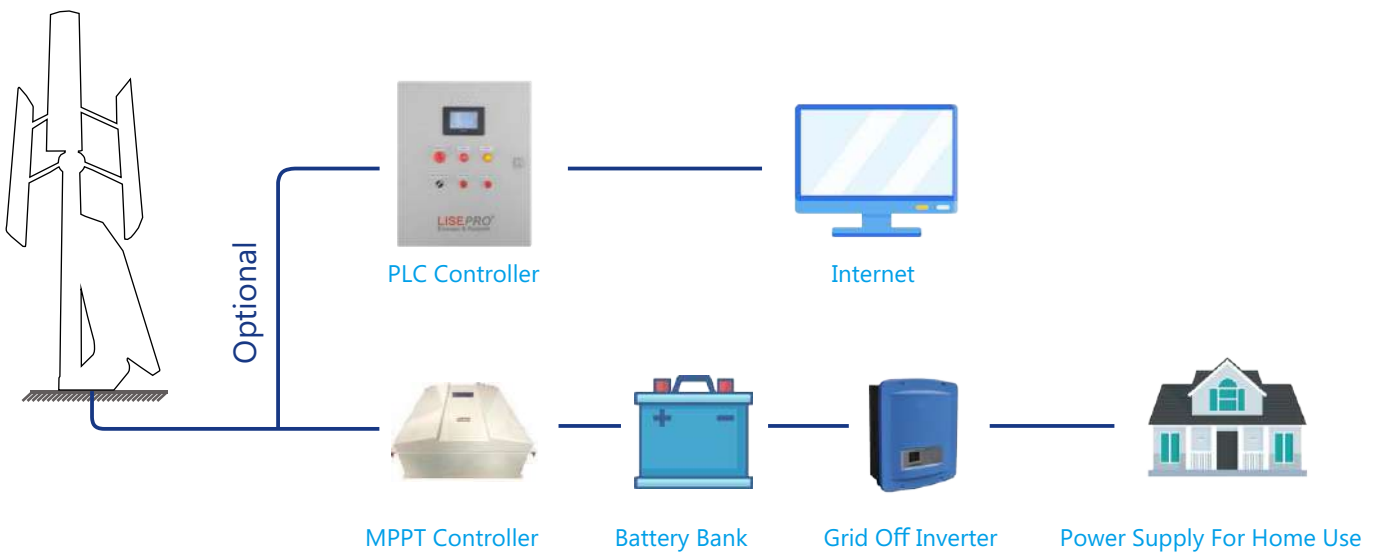 Optional
LISEPRO
PLC Controller
Internet
MPPT Controller
Battery Bank
Grid Off Inverter
Power Supply For Home Use